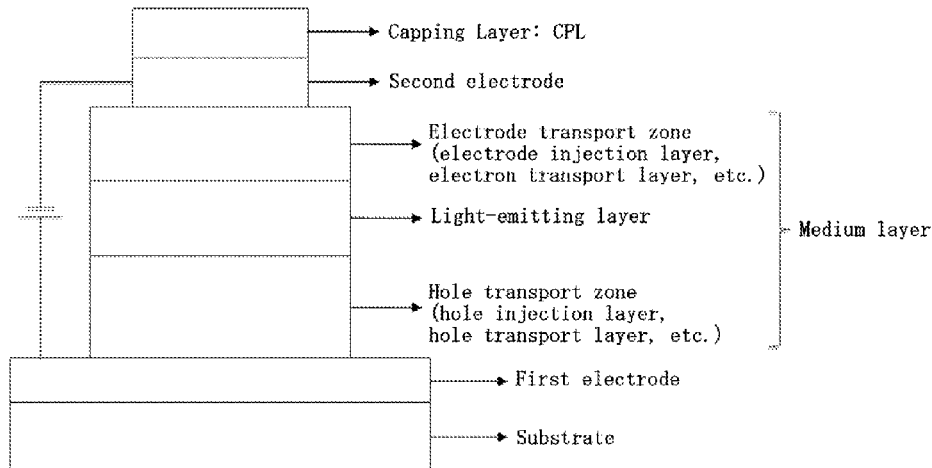 Capping Layer: CPL
Second electrode
Electrode transport zone
(electrode injection layer,
electron transport layer, etc.)
Light-emitting layer
Medium layer
Hole transport zone
(hole injection layer,
hole transport layer, etc.)
First electrode
Substrate